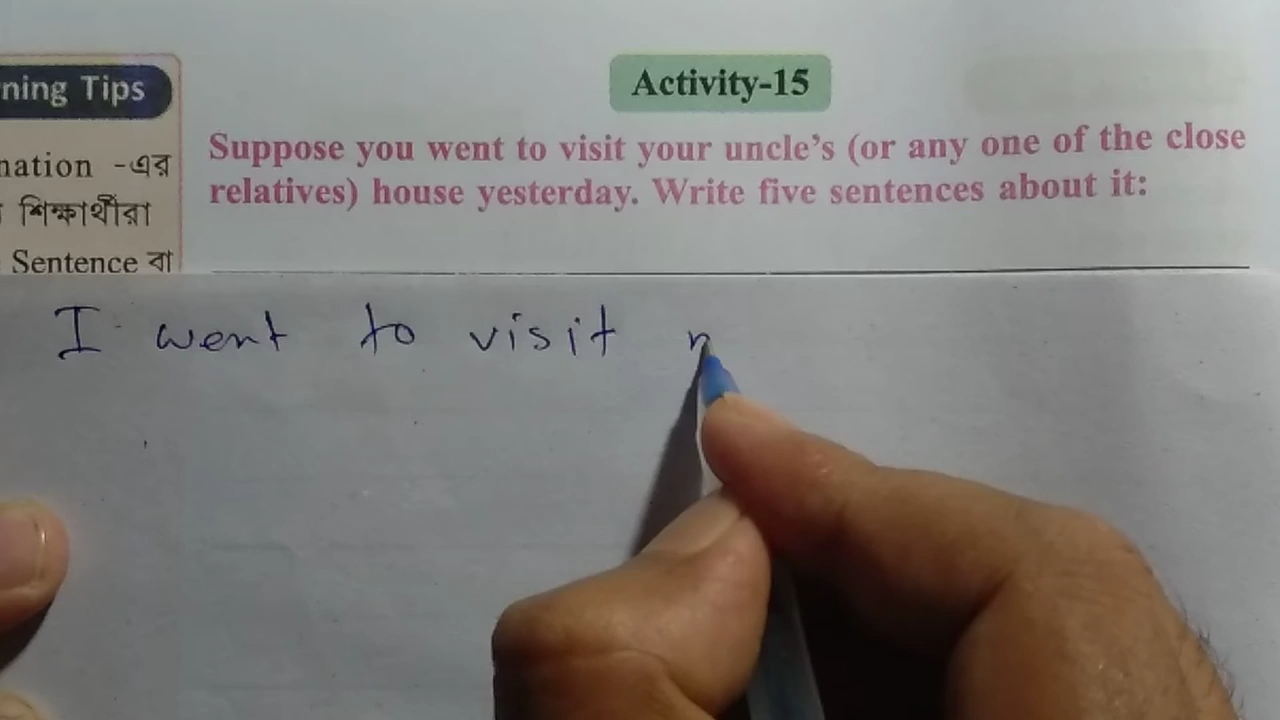 ning Tips
Activity-15
Suppose you went to visit your uncle's (or any one of the close
relatives) house yesterday. Write five sentences about it:
nation -এর
শিক্ষার্থীরা
Sentence বা
I went to visit